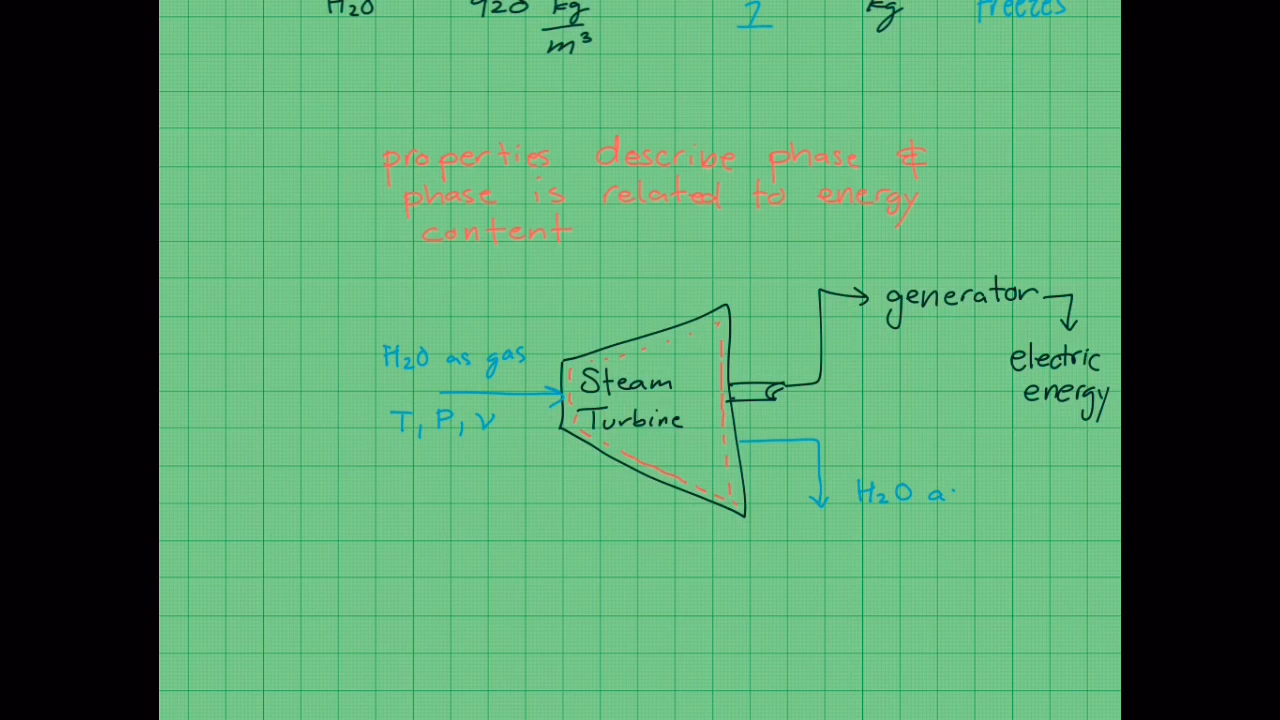 H₂O 920 kg/m³ 1 kg freezes
properties describe phase &
phase is related to energy
content
generator
H₂O as gas
T, P, ν
Steam
Turbine
electric
energy
H₂O a